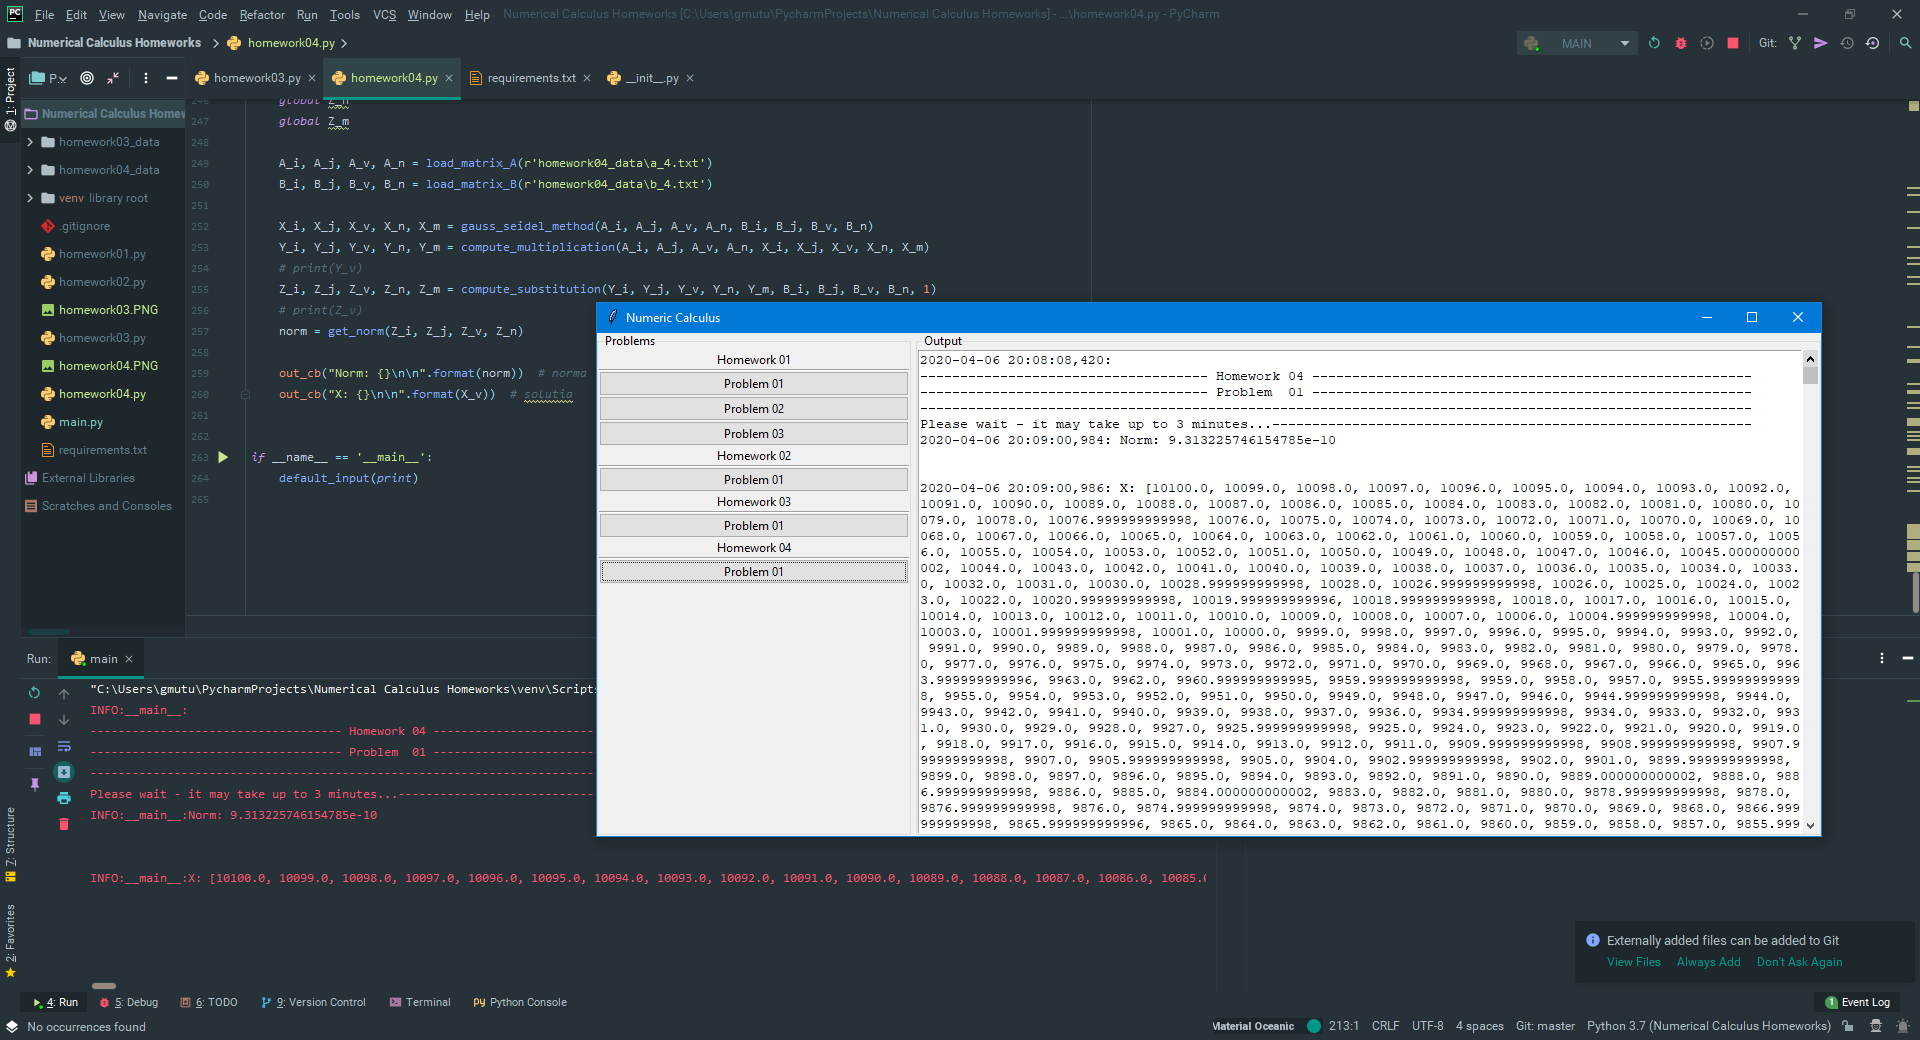 File Edit View Navigate Code Refactor Run Tools VCS Window Help Numerical Calculus Homeworks [C:\Users\gmutu\PycharmProjects\Numerical Calculus Homeworks] - ...\homework04.py - PyCharm
Numerical Calculus Homeworks homework04.py
MAIN Git:
1: Project
P..
homework03.py homework04.py requirements.txt __init__.py
Numerical Calculus Homew
homework03_data
homework04_data
venv library root
.gitignore
homework01.py
homework02.py
homework03.PNG
homework03.py
homework04.PNG
homework04.py
main.py
requirements.txt
External Libraries
Scratches and Consoles
246 global Z_n
247 global Z_m
248
249 A_i, A_j, A_v, A_n = load_matrix_A(r'homework04_data\a_4.txt')
250 B_i, B_j, B_v, B_n = load_matrix_B(r'homework04_data\b_4.txt')
251
252 X_i, X_j, X_v, X_n, X_m = gauss_seidel_method(A_i, A_j, A_v, A_n, B_i, B_j, B_v, B_n)
253 Y_i, Y_j, Y_v, Y_n, Y_m = compute_multiplication(A_i, A_j, A_v, A_n, X_i, X_j, X_v, X_n, X_m)
254 # print(Y_v)
255 Z_i, Z_j, Z_v, Z_n, Z_m = compute_substitution(Y_i, Y_j, Y_v, Y_n, Y_m, B_i, B_j, B_v, B_n, 1)
256 # print(Z_v)
257 norm = get_norm(Z_i, Z_j, Z_v, Z_n)
258
259 out_cb("Norm: {}\n\n".format(norm)) # norma
260 out_cb("X: {}\n\n".format(X_v)) # solutia
261
262
263 if __name__ == '__main__':
264 default_input(print)
265
Numeric Calculus
Problems
Homework 01
Problem 01
Problem 02
Problem 03
Homework 02
Problem 01
Homework 03
Problem 01
Homework 04
Problem 01
Output
2020-04-06 20:08:08,420:
------------------------------------ Homework 04 -------------------------------------------------------
------------------------------------ Problem  01 -------------------------------------------------------
--------------------------------------------------------------------------------------------------------
Please wait - it may take up to 3 minutes...------------------------------------------------------------
2020-04-06 20:09:00,984: Norm: 9.313225746154785e-10
2020-04-06 20:09:00,986: X: [10100.0, 10099.0, 10098.0, 10097.0, 10096.0, 10095.0, 10094.0, 10093.0, 10092.0,
10091.0, 10090.0, 10089.0, 10088.0, 10087.0, 10086.0, 10085.0, 10084.0, 10083.0, 10082.0, 10081.0, 10080.0, 10
079.0, 10078.0, 10076.999999999998, 10076.0, 10075.0, 10074.0, 10073.0, 10072.0, 10071.0, 10070.0, 10069.0, 10
068.0, 10067.0, 10066.0, 10065.0, 10064.0, 10063.0, 10062.0, 10061.0, 10060.0, 10059.0, 10058.0, 10057.0, 1005
6.0, 10055.0, 10054.0, 10053.0, 10052.0, 10051.0, 10050.0, 10049.0, 10048.0, 10047.0, 10046.0, 10045.000000000
002, 10044.0, 10043.0, 10042.0, 10041.0, 10040.0, 10039.0, 10038.0, 10037.0, 10036.0, 10035.0, 10034.0, 10033.
0, 10032.0, 10031.0, 10030.0, 10028.999999999998, 10028.0, 10026.999999999998, 10026.0, 10025.0, 10024.0, 1002
3.0, 10022.0, 10020.999999999998, 10019.999999999996, 10018.999999999998, 10018.0, 10017.0, 10016.0, 10015.0,
10014.0, 10013.0, 10012.0, 10011.0, 10010.0, 10009.0, 10008.0, 10007.0, 10006.0, 10004.999999999998, 10004.0,
10003.0, 10001.999999999998, 10001.0, 10000.0, 9999.0, 9998.0, 9997.0, 9996.0, 9995.0, 9994.0, 9993.0, 9992.0,
9991.0, 9990.0, 9989.0, 9988.0, 9987.0, 9986.0, 9985.0, 9984.0, 9983.0, 9982.0, 9981.0, 9980.0, 9979.0, 9978.
0, 9977.0, 9976.0, 9975.0, 9974.0, 9973.0, 9972.0, 9971.0, 9970.0, 9969.0, 9968.0, 9967.0, 9966.0, 9965.0, 996
3.999999999996, 9963.0, 9962.0, 9960.999999999995, 9959.999999999998, 9959.0, 9958.0, 9957.0, 9955.99999999999
8, 9955.0, 9954.0, 9953.0, 9952.0, 9951.0, 9950.0, 9949.0, 9948.0, 9947.0, 9946.0, 9944.999999999998, 9944.0,
9943.0, 9942.0, 9941.0, 9940.0, 9939.0, 9938.0, 9937.0, 9936.0, 9934.999999999998, 9934.0, 9933.0, 9932.0, 993
1.0, 9930.0, 9929.0, 9928.0, 9927.0, 9925.999999999998, 9925.0, 9924.0, 9923.0, 9922.0, 9921.0, 9920.0, 9919.0
, 9918.0, 9917.0, 9916.0, 9915.0, 9914.0, 9913.0, 9912.0, 9911.0, 9909.999999999998, 9908.999999999998, 9907.9
99999999998, 9907.0, 9905.999999999998, 9905.0, 9904.0, 9902.999999999998, 9902.0, 9901.0, 9899.999999999998,
9899.0, 9898.0, 9897.0, 9896.0, 9895.0, 9894.0, 9893.0, 9892.0, 9891.0, 9890.0, 9889.000000000002, 9888.0, 988
6.999999999998, 9886.0, 9885.0, 9884.000000000002, 9883.0, 9882.0, 9881.0, 9880.0, 9878.999999999998, 9878.0,
9876.999999999998, 9876.0, 9874.999999999998, 9874.0, 9873.0, 9872.0, 9871.0, 9870.0, 9869.0, 9868.0, 9866.999
999999998, 9865.999999999996, 9865.0, 9864.0, 9863.0, 9862.0, 9861.0, 9860.0, 9859.0, 9858.0, 9857.0, 9855.999
Run: main
"C:\Users\gmutu\PycharmProjects\Numerical Calculus Homeworks\venv\Scripts
INFO:__main__:
------------------------------------ Homework 04 -----------------------
------------------------------------ Problem  01 -----------------------
------------------------------------------------------------------------
Please wait - it may take up to 3 minutes...----------------------------
INFO:__main__:Norm: 9.313225746154785e-10
INFO:__main__:X: [10100.0, 10099.0, 10098.0, 10097.0, 10096.0, 10095.0, 10094.0, 10093.0, 10092.0, 10091.0, 10090.0, 10089.0, 10088.0, 10087.0, 10086.0, 10085.0
7: Structure
2: Favorites
Externally added files can be added to Git
View Files Always Add Don't Ask Again
4: Run 5: Debug 6: TODO 9: Version Control Terminal Python Console 1 Event Log
No occurrences found Material Oceanic 213:1 CRLF UTF-8 4 spaces Git: master Python 3.7 (Numerical Calculus Homeworks)